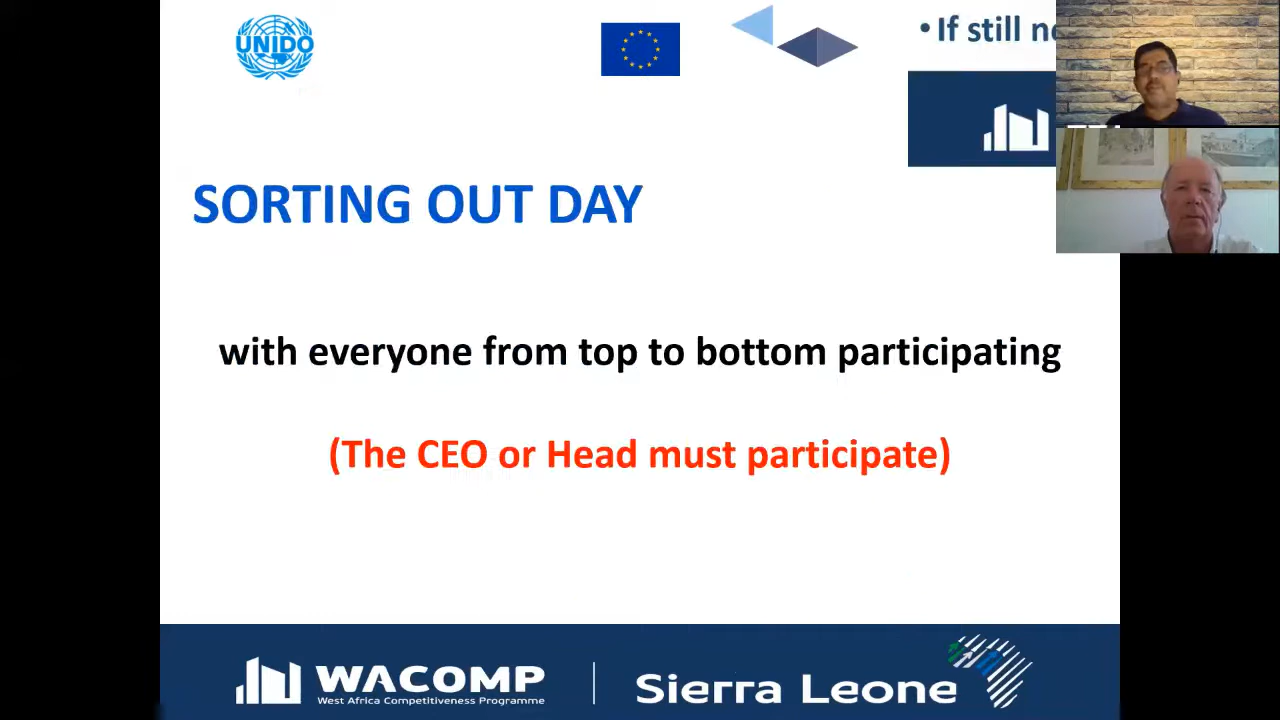 UNIDO
• If still
SORTING OUT DAY
with everyone from top to bottom participating
(The CEO or Head must participate)
WACOMP
West Africa Competitiveness Programme
Sierra Leone